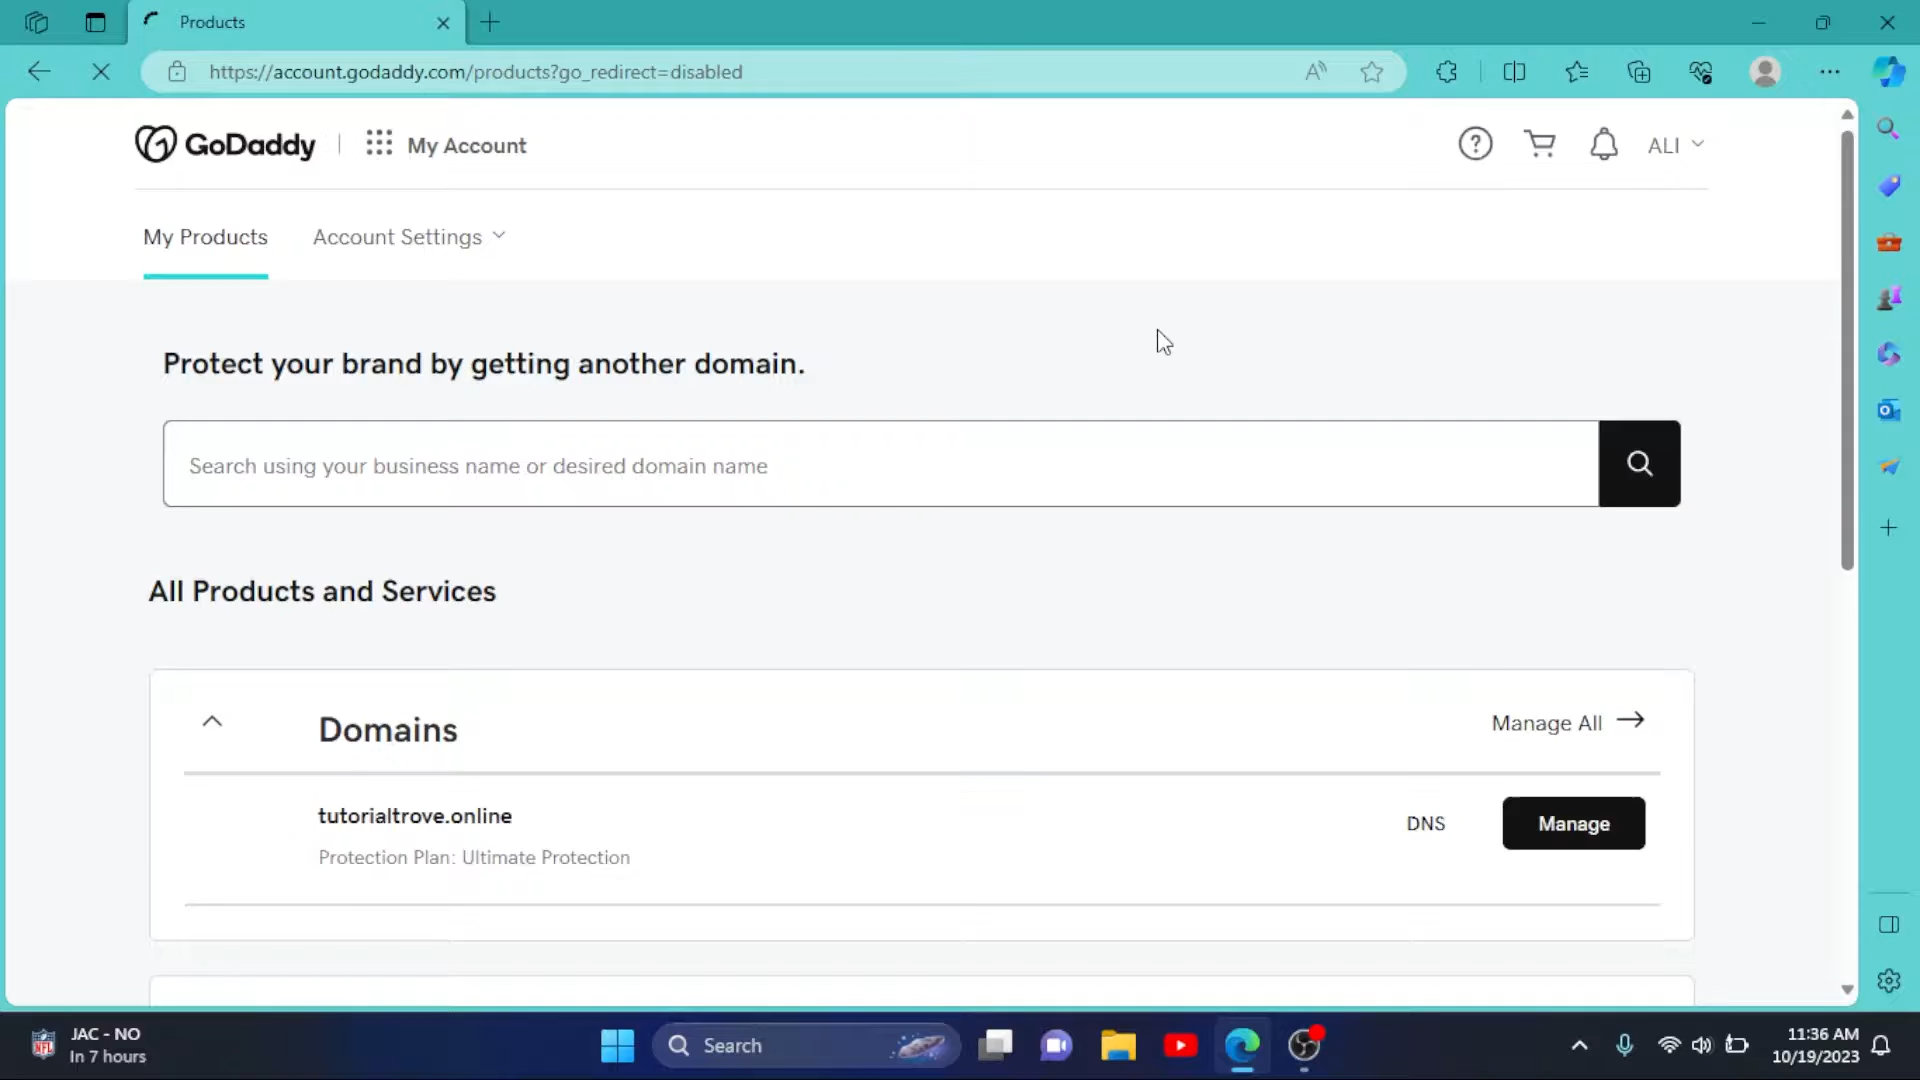 Products
https://account.godaddy.com/products?go_redirect=disabled
GoDaddy
My Account
ALI
My Products
Account Settings
Protect your brand by getting another domain.
Search using your business name or desired domain name
All Products and Services
Domains
Manage All
tutorialtrove.online
DNS
Manage
Protection Plan: Ultimate Protection
NFL
JAC - NO
In 7 hours
Search
11:36 AM
10/19/2023